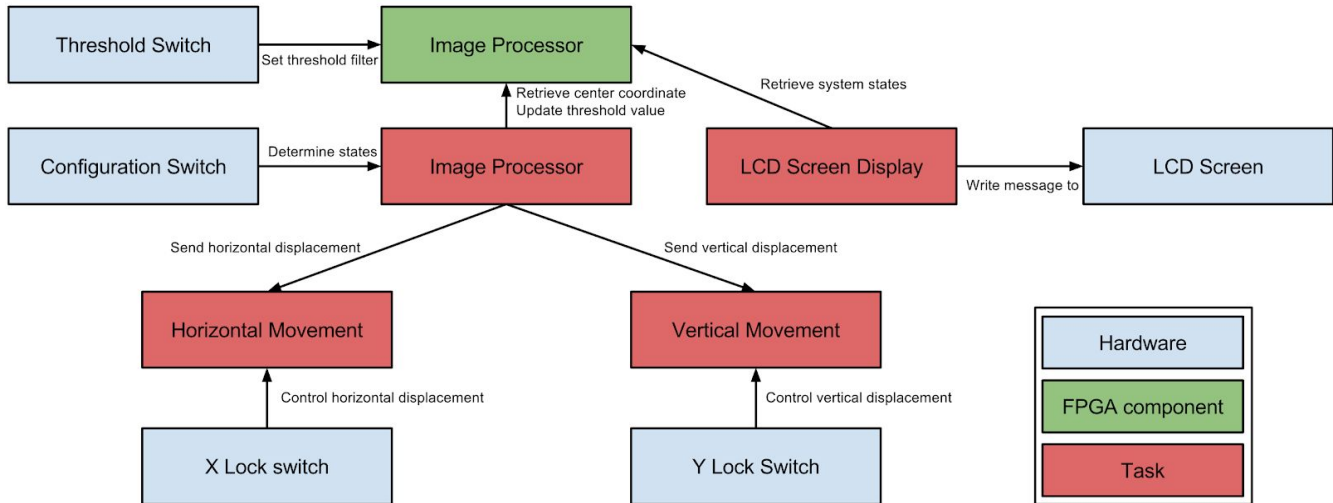 Threshold Switch
Set threshold filter
Image Processor
Retrieve system states
Retrieve center coordinate
Update threshold value
Configuration Switch
Determine states
Image Processor
LCD Screen Display
Write message to
LCD Screen
Send horizontal displacement
Send vertical displacement
Horizontal Movement
Vertical Movement
Control horizontal displacement
Control vertical displacement
X Lock switch
Y Lock Switch
Hardware
FPGA component
Task